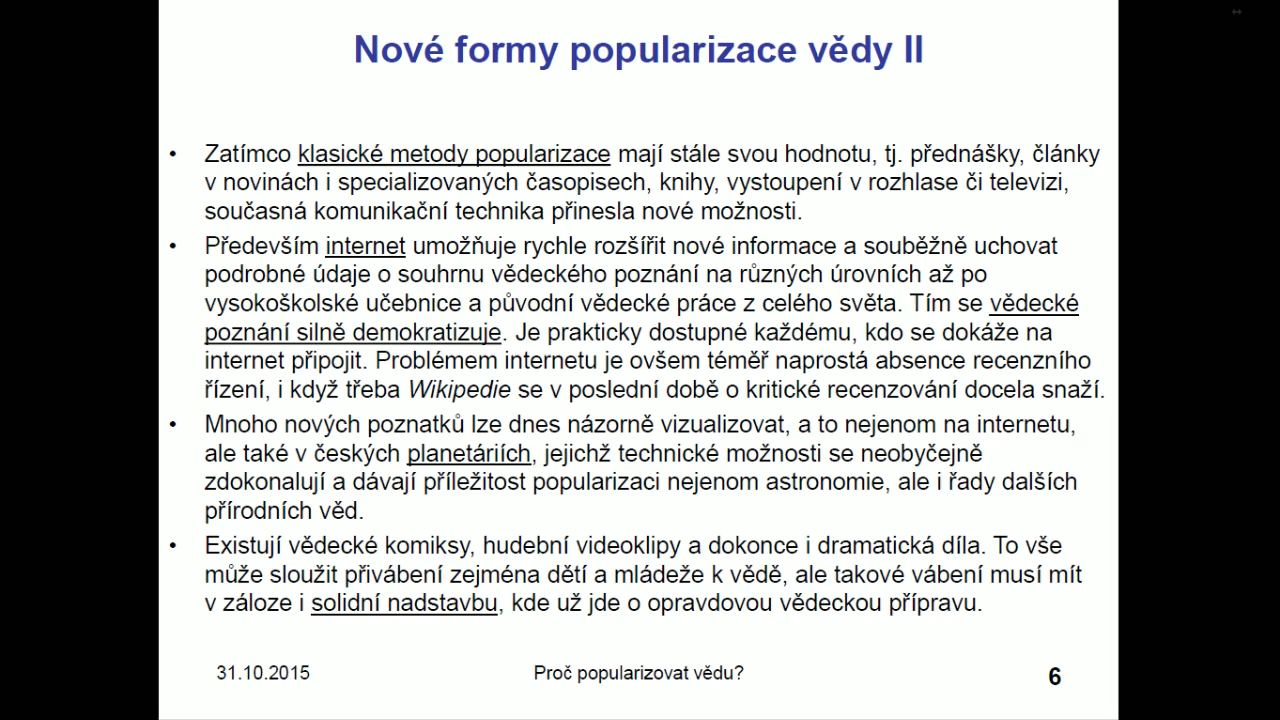 Nové formy popularizace vědy II
• Zatímco klasické metody popularizace mají stále svou hodnotu, tj. přednášky, články
v novinách i specializovaných časopisech, knihy, vystoupení v rozhlase či televizi,
současná komunikační technika přinesla nové možnosti.
• Především internet umožňuje rychle rozšířit nové informace a souběžně uchovat
podrobné údaje o souhrnu vědeckého poznání na různých úrovních až po
vysokoškolské učebnice a původní vědecké práce z celého světa. Tím se vědecké
poznání silně demokratizuje. Je prakticky dostupné každému, kdo se dokáže na
internet připojit. Problémem internetu je ovšem téměř naprostá absence recenzního
řízení, i když třeba Wikipedie se v poslední době o kritické recenzování docela snaží.
• Mnoho nových poznatků lze dnes názorně vizualizovat, a to nejenom na internetu,
ale také v českých planetáriích, jejichž technické možnosti se neobyčejně
zdokonalují a dávají příležitost popularizaci nejenom astronomie, ale i řady dalších
přírodních věd.
• Existují vědecké komiksy, hudební videoklipy a dokonce i dramatická díla. To vše
může sloužit přivábení zejména dětí a mládeže k vědě, ale takové vábení musí mít
v záloze i solidní nadstavbu, kde už jde o opravdovou vědeckou přípravu.
31.10.2015
Proč popularizovat vědu?
6